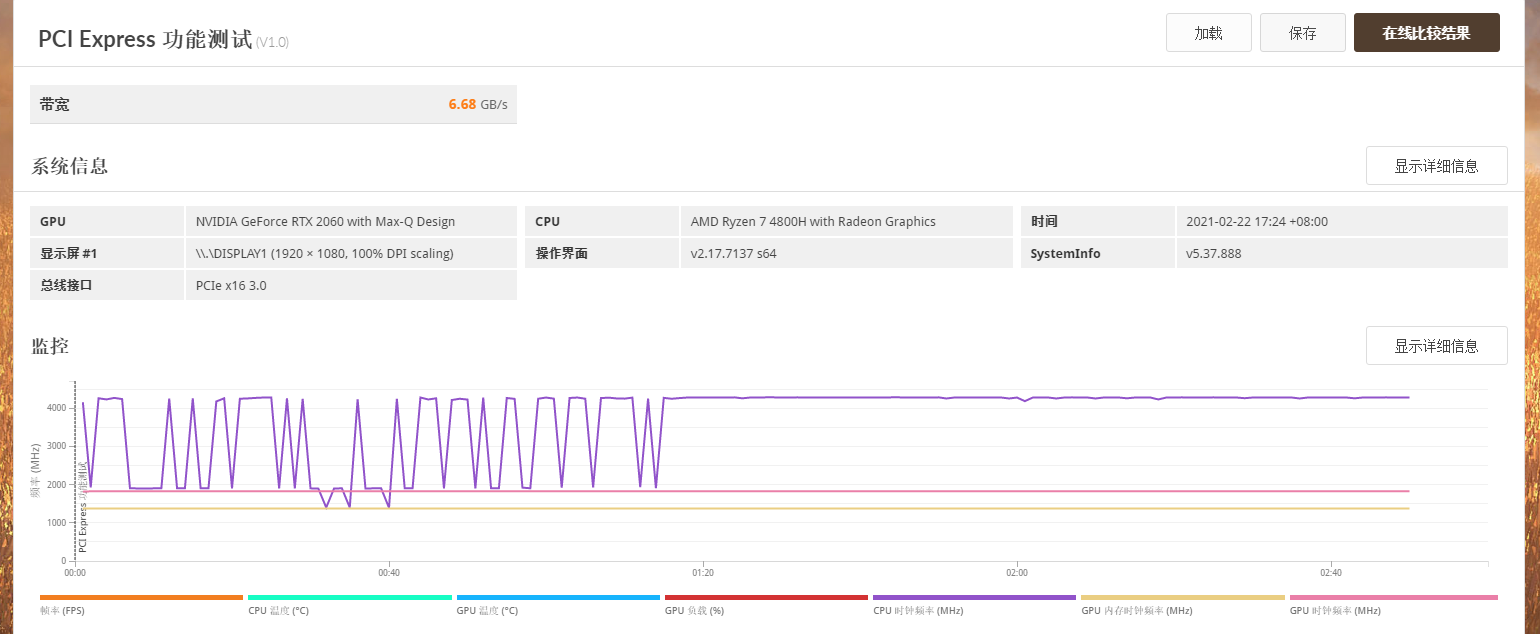 PCI Express 功能测试 (V1.0)
加载
保存
在线比较结果
带宽
6.68 GB/s
系统信息
显示详细信息
GPU
NVIDIA GeForce RTX 2060 with Max-Q Design
CPU
AMD Ryzen 7 4800H with Radeon Graphics
时间
2021-02-22 17:24 +08:00
显示屏 #1
\\.\DISPLAY1 (1920 × 1080, 100% DPI scaling)
操作界面
v2.17.7137 s64
SystemInfo
v5.37.888
总线接口
PCIe x16 3.0
监控
显示详细信息
频率 (MHz)
4000
3000
2000
1000
0
PCI Express 功能测试
00:00
00:40
01:20
02:00
02:40
帧率 (FPS)
CPU 温度 (°C)
GPU 温度 (°C)
GPU 负载 (%)
CPU 时钟频率 (MHz)
GPU 内存时钟频率 (MHz)
GPU 时钟频率 (MHz)